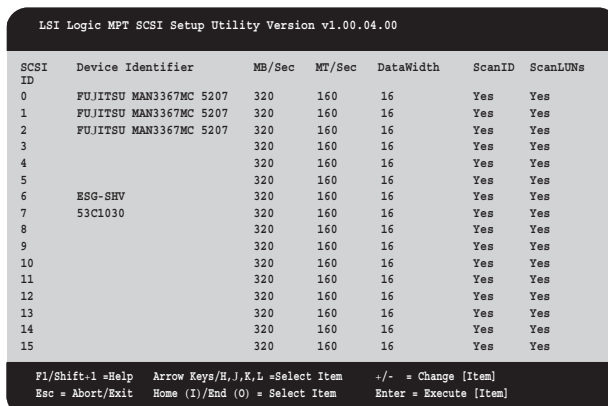 LSI Logic MPT SCSI Setup Utility Version v1.00.04.00
SCSI ID Device Identifier MB/Sec MT/Sec DataWidth ScanID ScanLUNs
0 FUJITSU MAN3367MC 5207 320 160 16 Yes Yes
1 FUJITSU MAN3367MC 5207 320 160 16 Yes Yes
2 FUJITSU MAN3367MC 5207 320 160 16 Yes Yes
3 320 160 16 Yes Yes
4 320 160 16 Yes Yes
5 320 160 16 Yes Yes
6 ESG-SHV 320 160 16 Yes Yes
7 53C1030 320 160 16 Yes Yes
8 320 160 16 Yes Yes
9 320 160 16 Yes Yes
10 320 160 16 Yes Yes
11 320 160 16 Yes Yes
12 320 160 16 Yes Yes
13 320 160 16 Yes Yes
14 320 160 16 Yes Yes
15 320 160 16 Yes Yes
F1/Shift+1 =Help Arrow Keys/H,J,K,L =Select Item +/- = Change [Item]
Esc = Abort/Exit Home (I)/End (O) = Select Item Enter = Execute [Item]